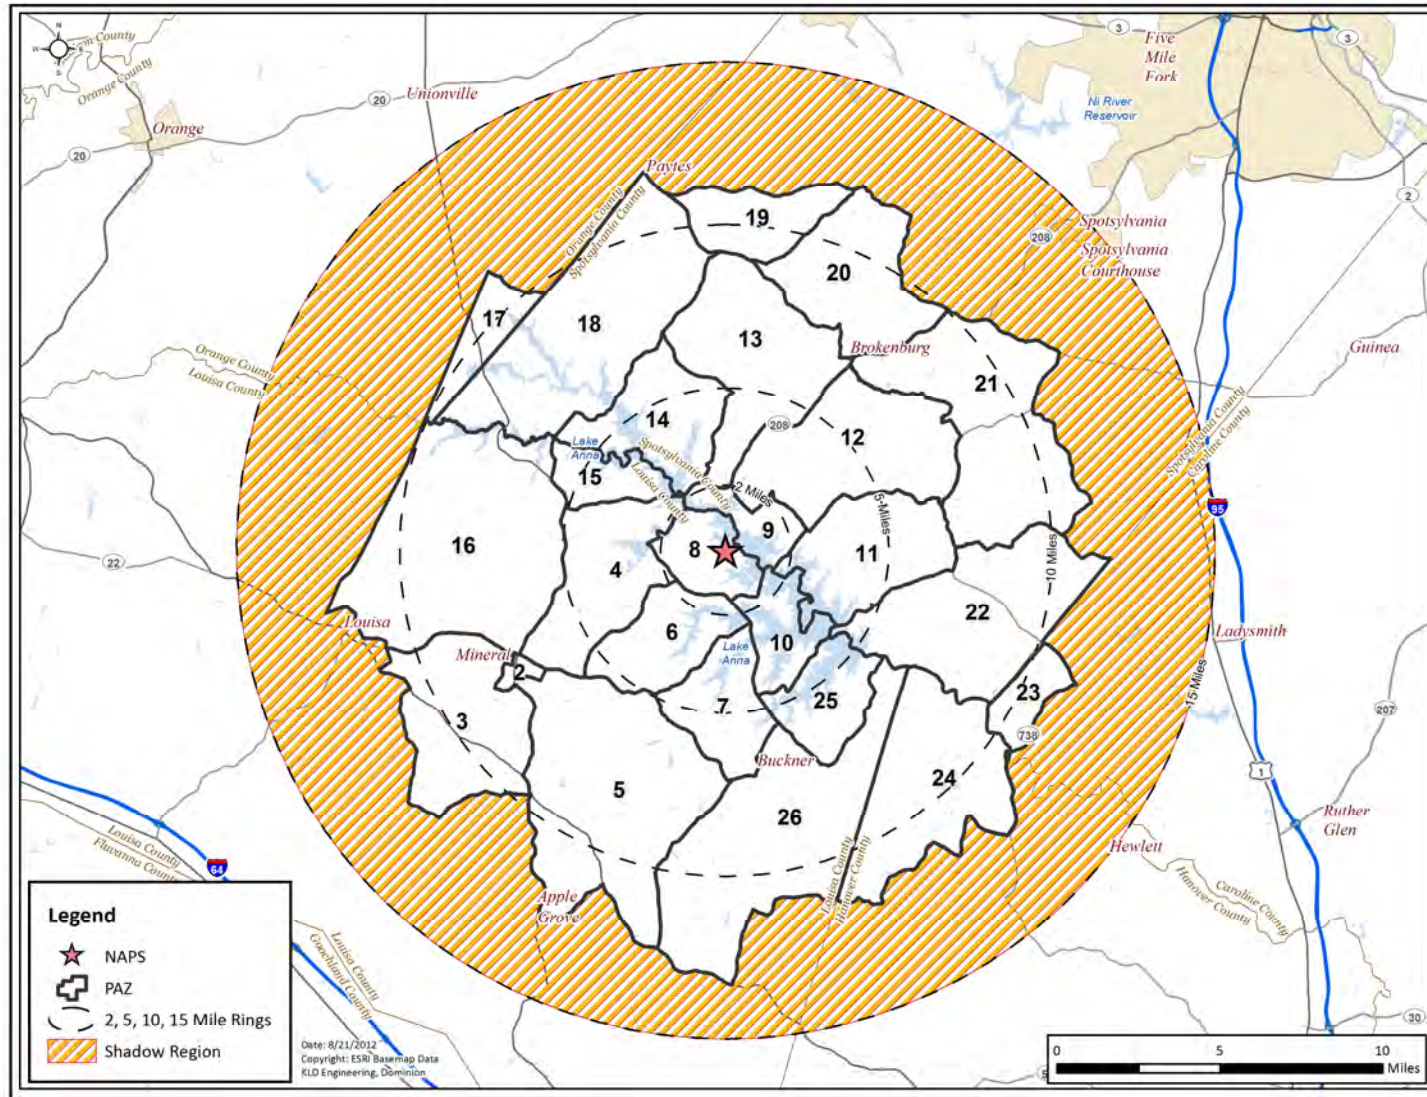 N
W
E
S
Madison County
Orange County
Orange County
20
Orange
20
Unionville
3
Five
Mile
Fork
3
Ni River
Reservoir
2
Paytes
Orange County
Spotsylvania County
19
208
Spotsylvania
Spotsylvania
Courthouse
20
17
18
13
Brokenburg
Guinea
Orange County
Louisa County
21
14
208
12
Lake
Anna
Spotsylvania County
Louisa County
Spotsylvania County
Caroline County
15
2 Miles
5 Miles
95
16
8
9
11
10 Miles
22
4
22
Louisa
6
10
Lake
Anna
Ladysmith
Mineral
2
15 Miles
23
25
7
207
3
738
Buckner
1
24
5
26
Ruther
Glen
Hewlett
Louisa County
Fluvanna County
64
Louisa County
Hanover County
Caroline County
Hanover County
Apple
Grove
Louisa County
Goochland County
30
Legend
NAPS
PAZ
2, 5, 10, 15 Mile Rings
Shadow Region
Date: 8/21/2012
Copyright: ESRI Basemap Data
KLD Engineering, Dominion
0 5 10
Miles